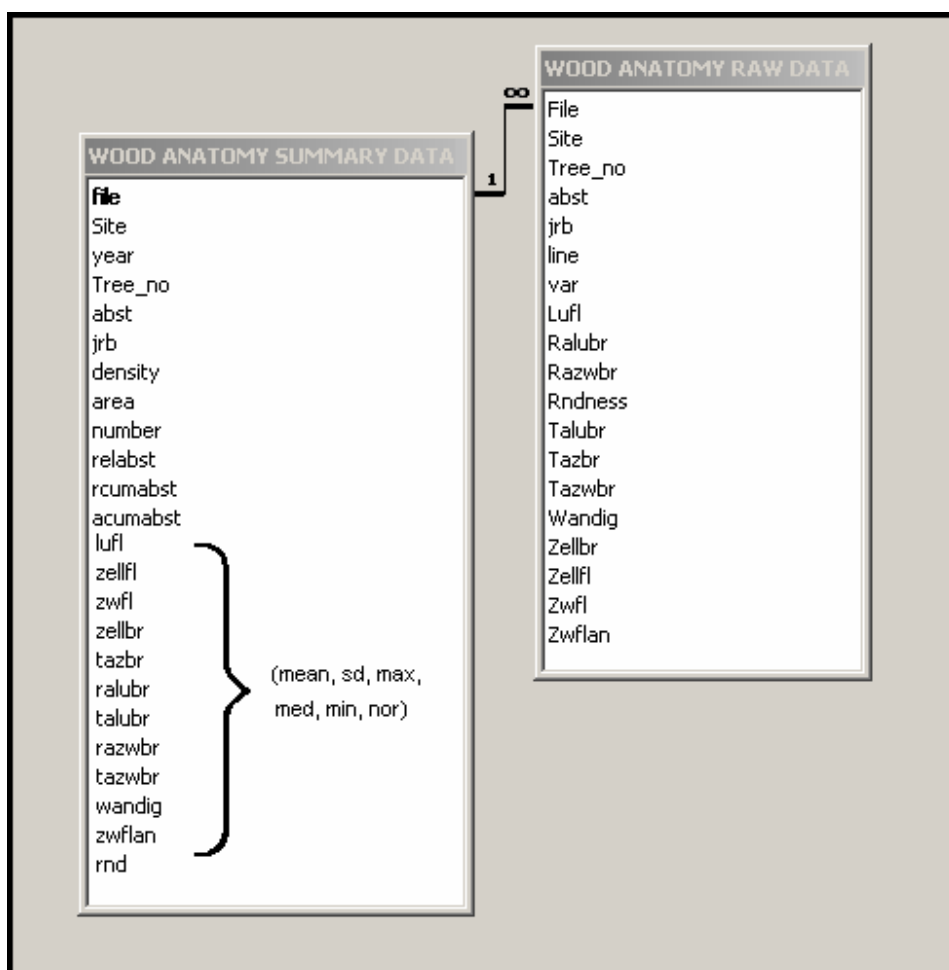 WOOD ANATOMY SUMMARY DATA
file
Site
year
Tree_no
abst
jrb
density
area
number
relabst
rcumabst
acumabst
lufl
zellfl
zwfl
zellbr
tazbr
ralubr
talubr
razwbr
tazwbr
wandig
zwflan
rnd
(mean, sd, max,
med, min, nor)
1
∞
WOOD ANATOMY RAW DATA
File
Site
Tree_no
abst
jrb
line
var
Lufl
Ralubr
Razwbr
Rndness
Talubr
Tazbr
Tazwbr
Wandig
Zellbr
Zellfl
Zwfl
Zwflan